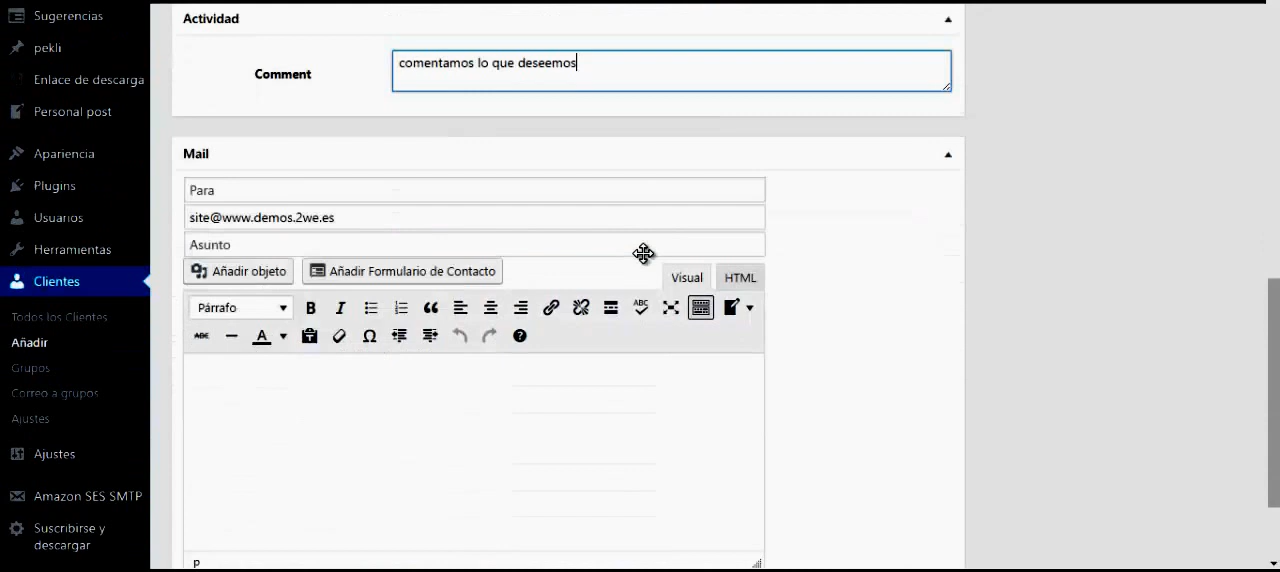 Sugerencias
pekli
Enlace de descarga
Personal post
Apariencia
Plugins
Usuarios
Herramientas
Clientes
Todos los Clientes
Añadir
Grupos
Correo a grupos
Ajustes
Ajustes
Amazon SES SMTP
Suscribirse y
descargar
Actividad
Comment
comentamos lo que deseemos
Mail
Para
site@www.demos.2we.es
Asunto
Añadir objeto
Añadir Formulario de Contacto
Visual
HTML
Párrafo
B
I
ABC
ABC
A
Ω
p